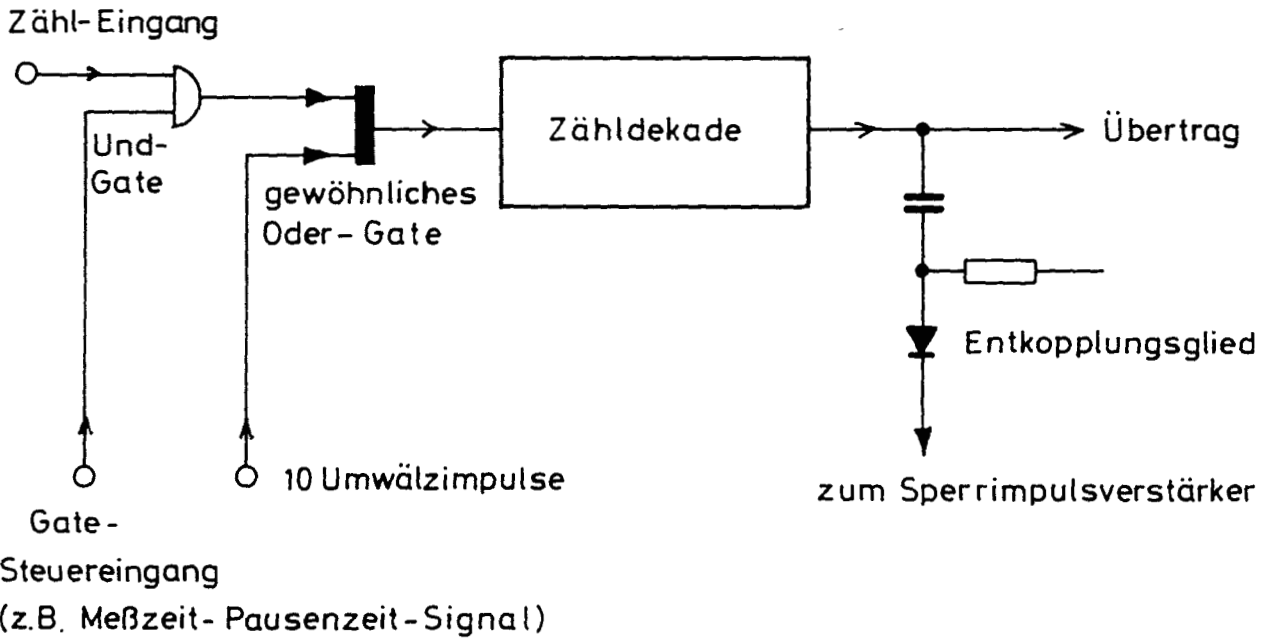 Zähl-Eingang
Und-
Gate
gewöhnliches
Oder-Gate
Zähldekade
Übertrag
Entkopplungsglied
10 Umwälzimpulse
zum Sperrimpulsverstärker
Gate-
Steuereingang
(z.B. Meßzeit-Pausenzeit-Signal)